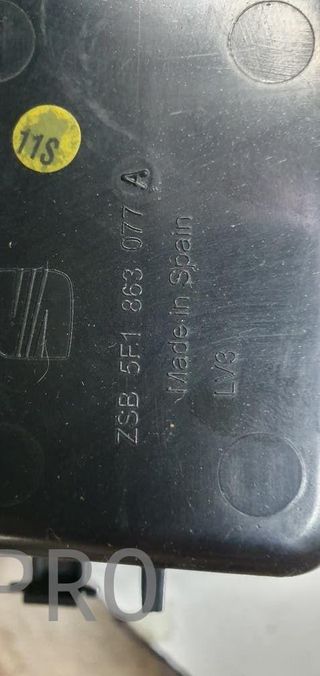 11S
ZSB 5F1 863 077 A
Made in Spain
LV3
PRO